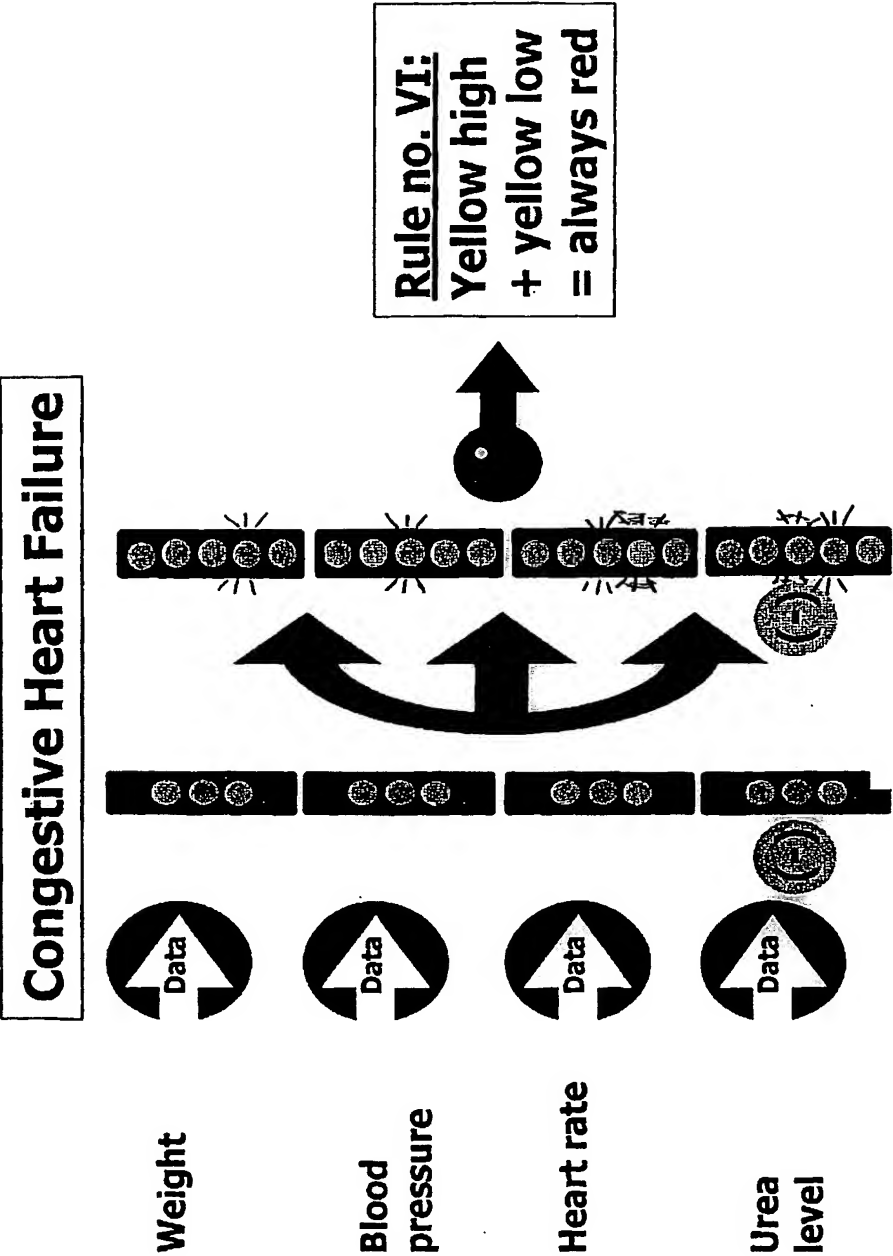 Congestive Heart Failure
Weight
Data
Blood
pressure
Data
Heart rate
Data
Urea
level
Data
(-)
(-)
Rule no. VI:
Yellow high
+ yellow low
= always red